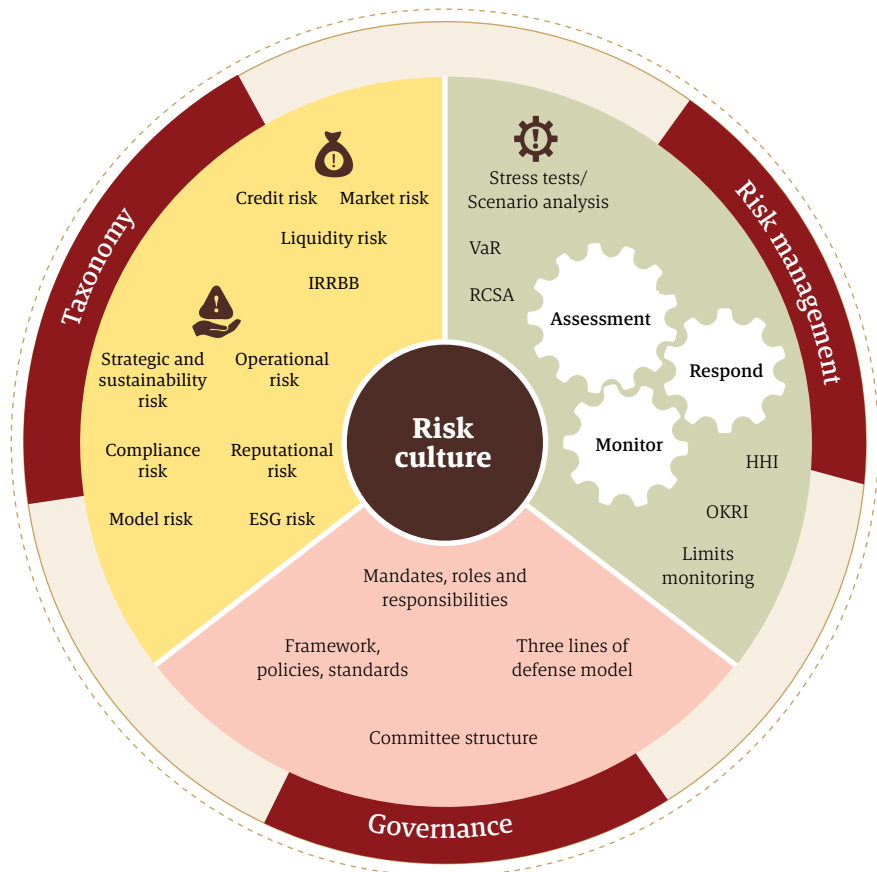 Taxonomy
Credit risk
Market risk
Liquidity risk
IRRBB
Strategic and
sustainability
risk
Operational
risk
Compliance
risk
Reputational
risk
Model risk
ESG risk
Risk
culture
Risk management
Stress tests/
Scenario analysis
VaR
RCSA
Assessment
Respond
Monitor
HHI
OKRI
Limits
monitoring
Mandates, roles and
responsibilities
Framework,
policies, standards
Three lines of
defense model
Committee structure
Governance